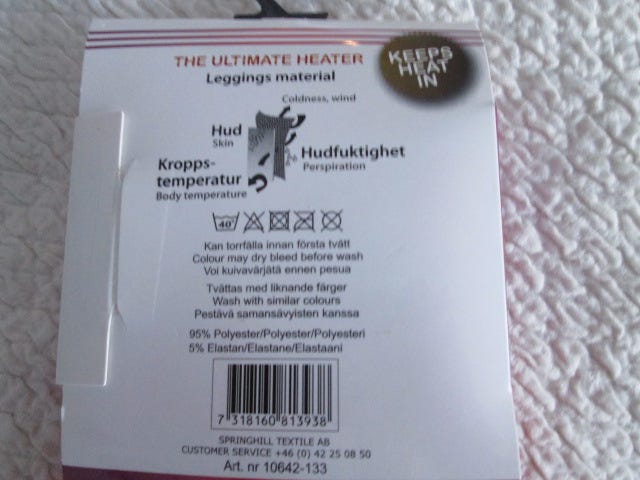 THE ULTIMATE HEATER
Leggings material
KEEPS
HEAT
IN
Coldness, wind
Hud
Skin
Hudfuktighet
Perspiration
Kropps-
temperatur
Body temperature
40°
Kan torrfälla innan första tvätt
Colour may dry bleed before wash
Voi kuivavärjätä ennen pesua
Tvättas med liknande färger
Wash with similar colours
Pestävä samansävyisten kanssa
95% Polyester/Polyester/Polyesteri
5% Elastan/Elastane/Elastaani
7 318160 813938
SPRINGHILL TEXTILE AB
CUSTOMER SERVICE +46 (0) 42 25 08 50
Art. nr 10642-133